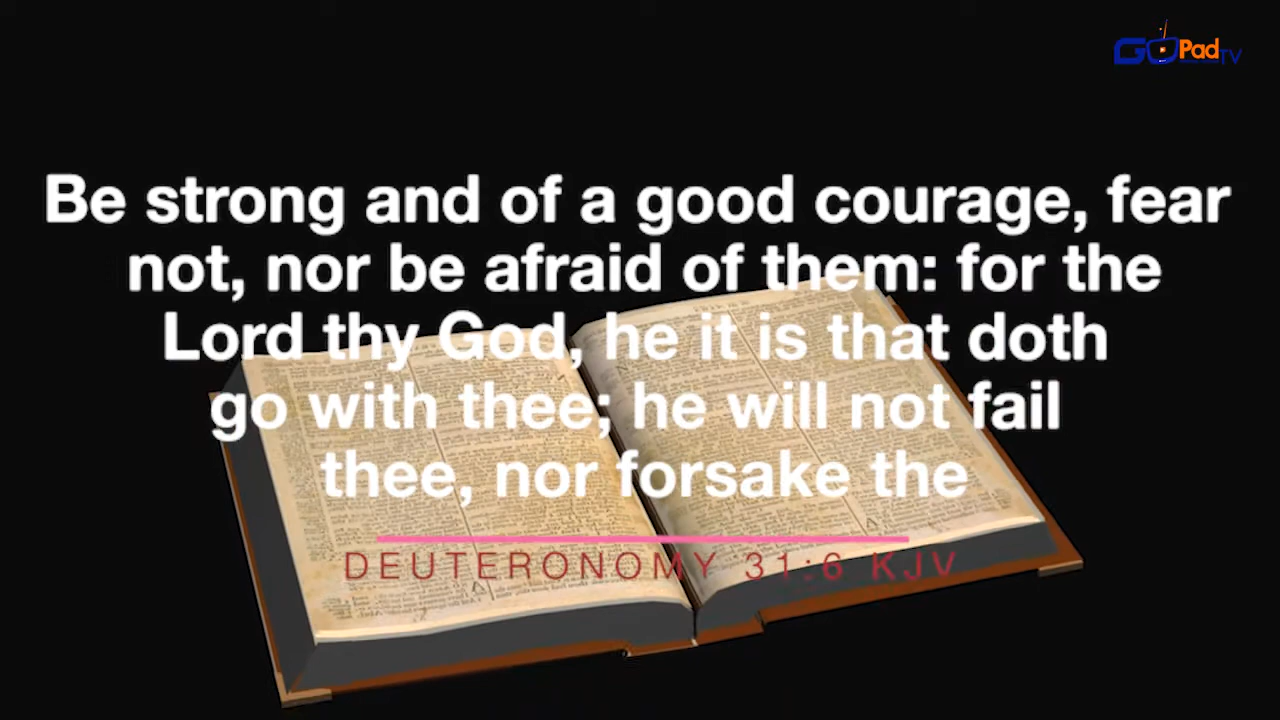 GOPad TV
Be strong and of a good courage, fear
not, nor be afraid of them: for the
Lord thy God, he it is that doth
go with thee; he will not fail
thee, nor forsake the
DEUTERONOMY 31:6 KJV